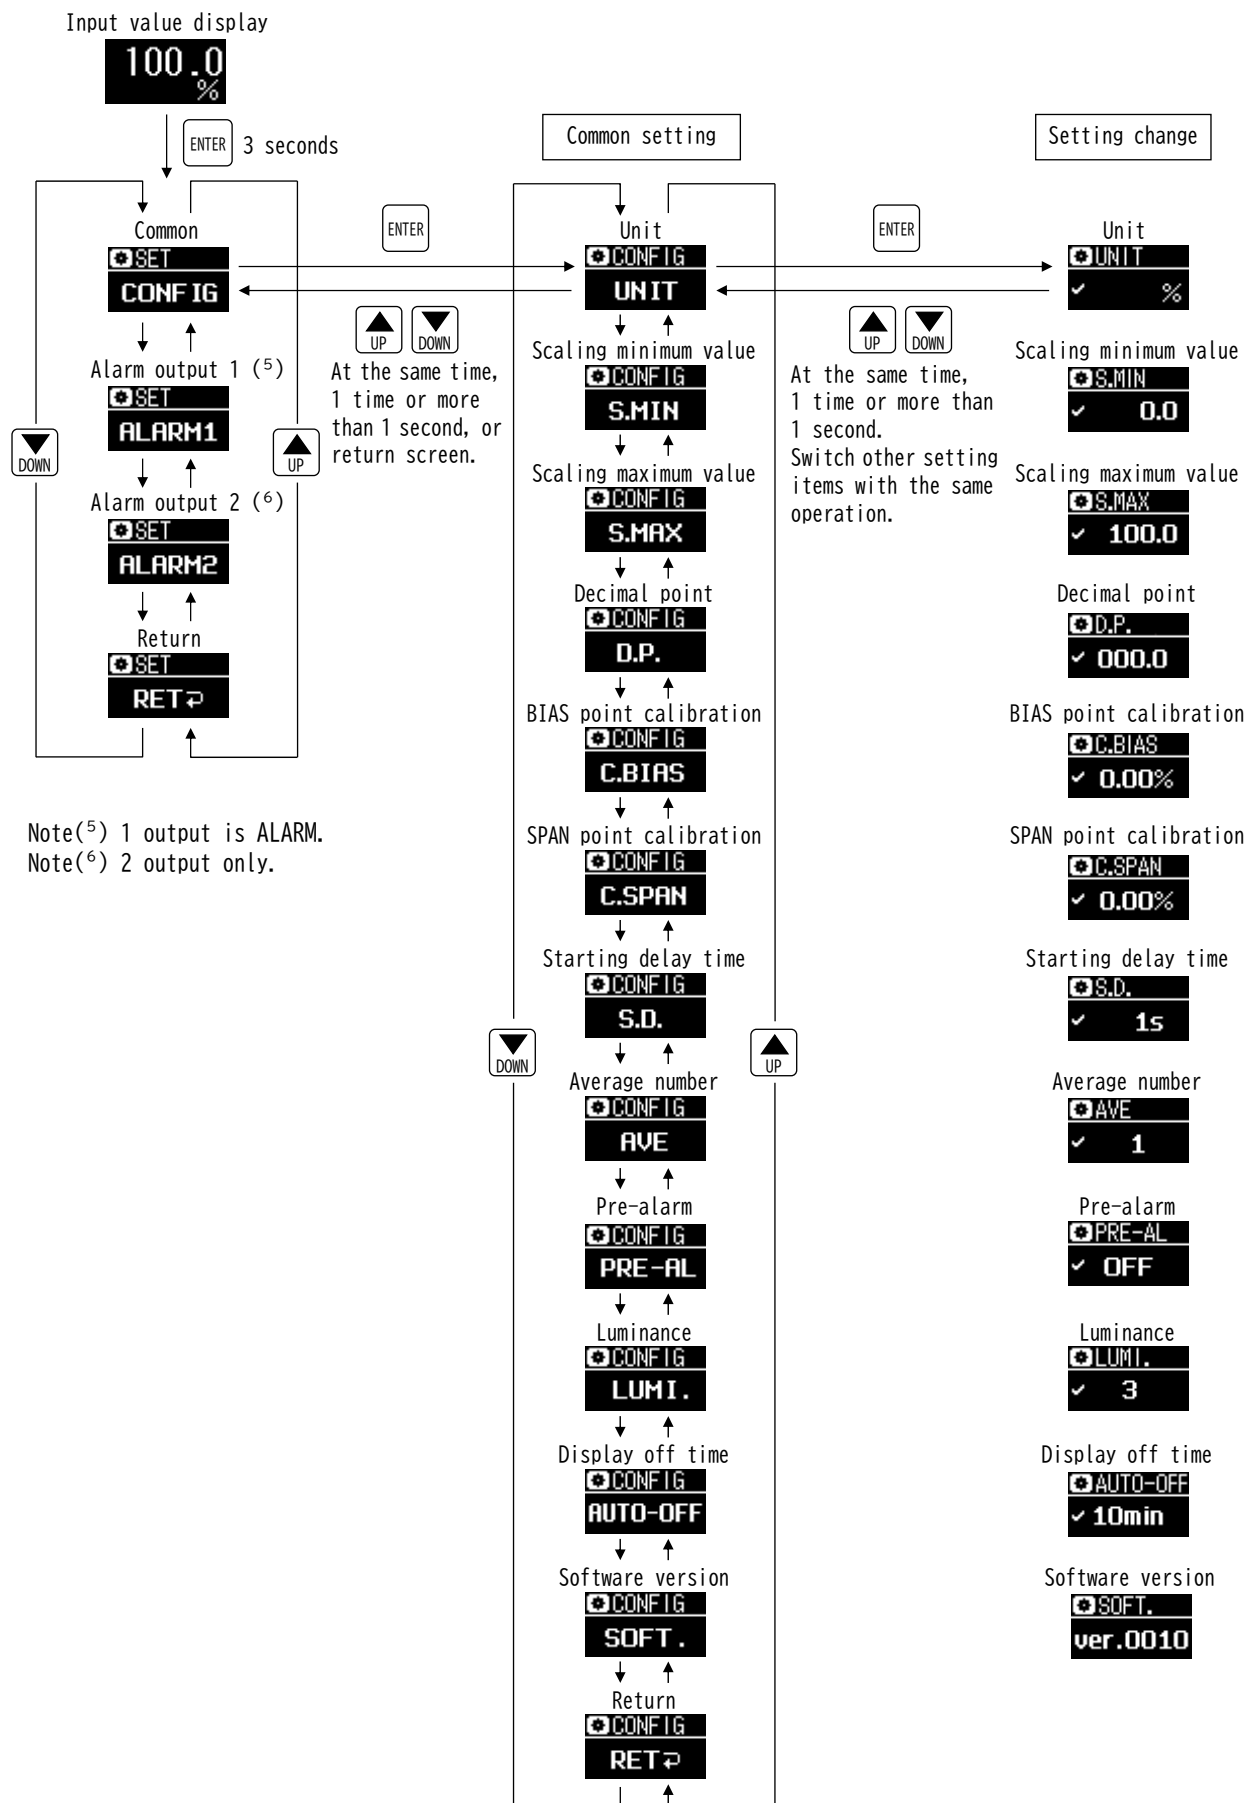 Input value display
100.0
%
ENTER 3 seconds
Common
SET
CONFIG
Alarm output 1 (5)
SET
ALARM1
Alarm output 2 (6)
SET
ALARM2
Return
SET
RET
DOWN
UP
Note(5) 1 output is ALARM.
Note(6) 2 output only.
ENTER
UP DOWN
At the same time,
1 time or more
than 1 second, or
return screen.
Common setting
Unit
CONFIG
UNIT
Scaling minimum value
CONFIG
S.MIN
Scaling maximum value
CONFIG
S.MAX
Decimal point
CONFIG
D.P.
BIAS point calibration
CONFIG
C.BIAS
SPAN point calibration
CONFIG
C.SPAN
Starting delay time
CONFIG
S.D.
Average number
CONFIG
AVE
Pre-alarm
CONFIG
PRE-AL
Luminance
CONFIG
LUMI.
Display off time
CONFIG
AUTO-OFF
Software version
CONFIG
SOFT.
Return
CONFIG
RET
DOWN
UP
ENTER
UP DOWN
At the same time,
1 time or more than
1 second.
Switch other setting
items with the same
operation.
Setting change
Unit
UNIT
✓ %
Scaling minimum value
S.MIN
✓ 0.0
Scaling maximum value
S.MAX
✓ 100.0
Decimal point
D.P.
✓ 000.0
BIAS point calibration
C.BIAS
✓ 0.00%
SPAN point calibration
C.SPAN
✓ 0.00%
Starting delay time
S.D.
✓ 1s
Average number
AVE
✓ 1
Pre-alarm
PRE-AL
✓ OFF
Luminance
LUMI.
✓ 3
Display off time
AUTO-OFF
✓ 10min
Software version
SOFT.
ver.0010